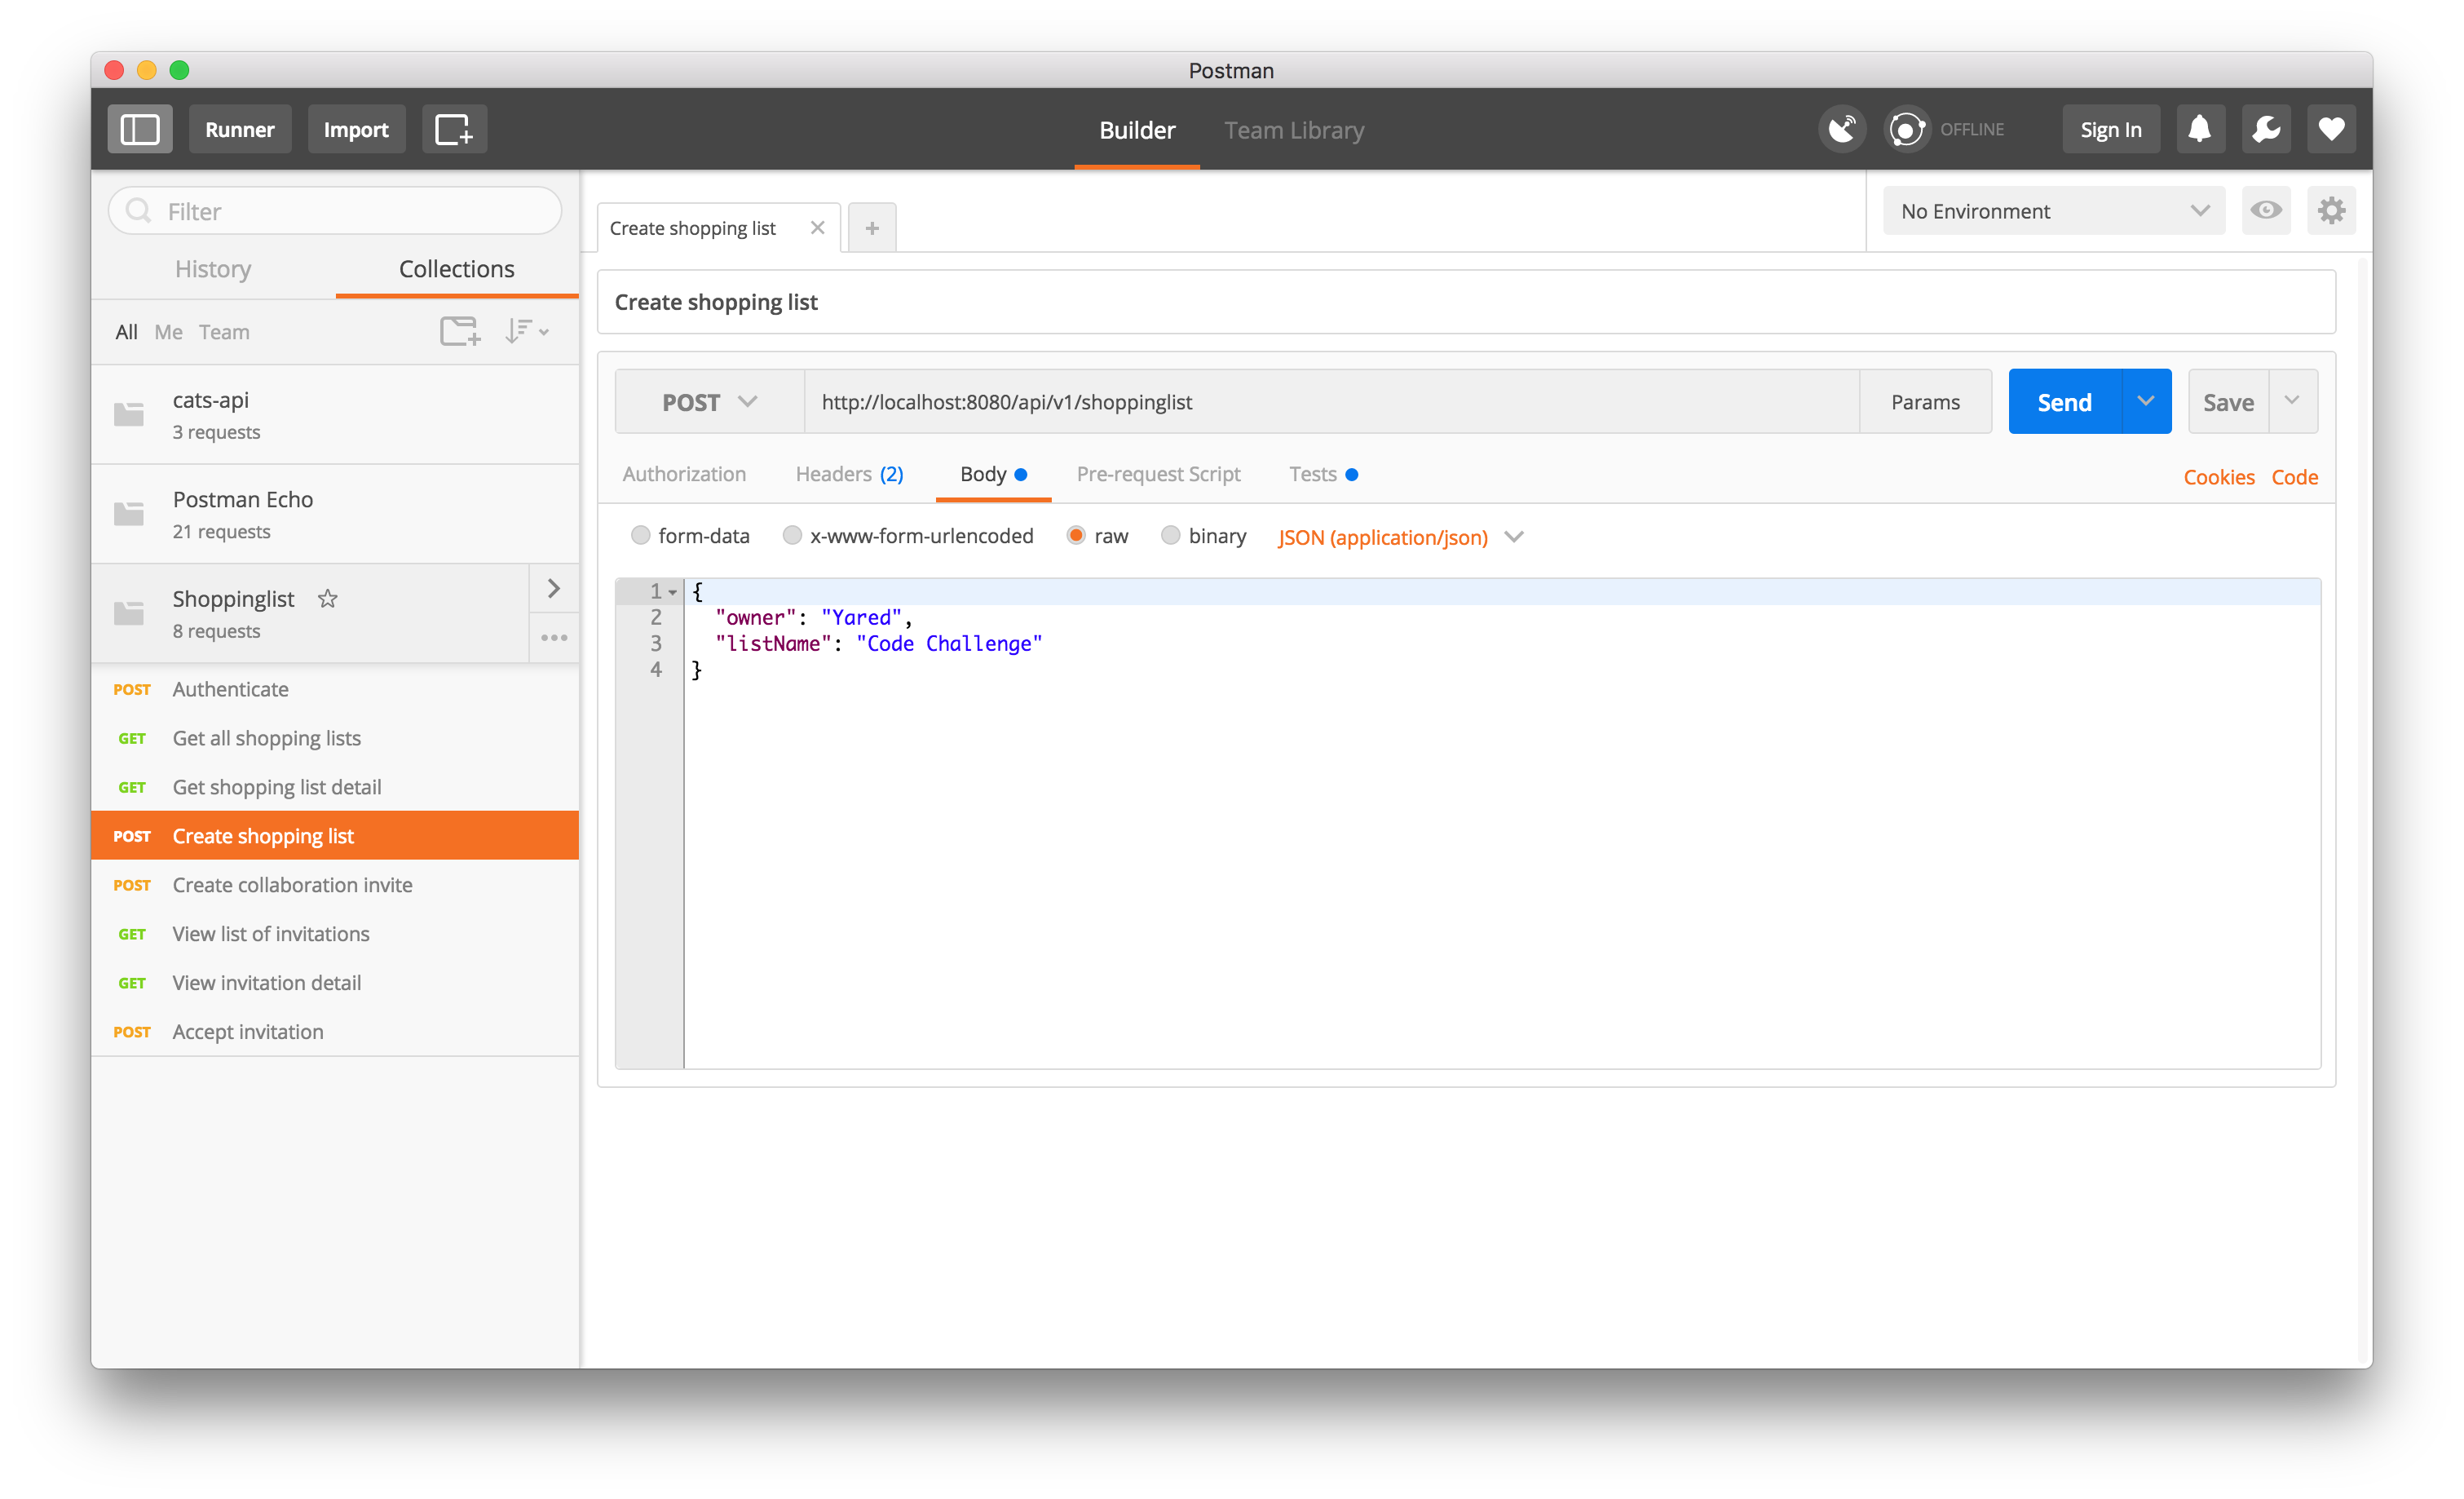 Postman
Runner
Import
Builder
Team Library
OFFLINE
Sign In
Filter
History
Collections
All
Me
Team
cats-api
3 requests
Postman Echo
21 requests
Shoppinglist
8 requests
POST Authenticate
GET Get all shopping lists
GET Get shopping list detail
POST Create shopping list
POST Create collaboration invite
GET View list of invitations
GET View invitation detail
POST Accept invitation
Create shopping list
No Environment
Create shopping list
POST
http://localhost:8080/api/v1/shoppinglist
Params
Send
Save
Authorization
Headers (2)
Body
Pre-request Script
Tests
Cookies
Code
form-data
x-www-form-urlencoded
raw
binary
JSON (application/json)
1 {
2 "owner": "Yared",
3 "listName": "Code Challenge"
4 }